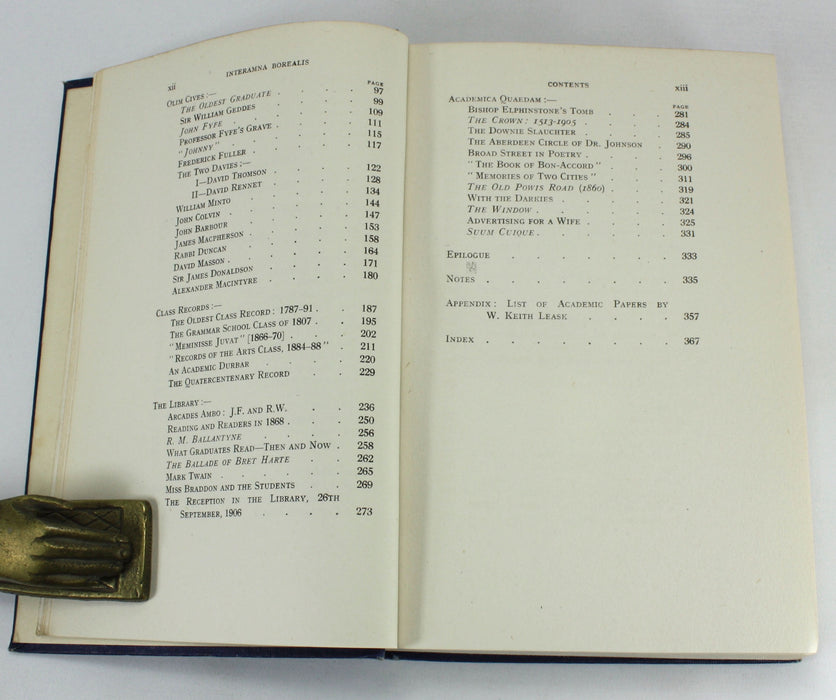 xii INTERAMNA BOREALIS
PAGE
OLIM CIVES:—
THE OLDEST GRADUATE . . . . 97
SIR WILLIAM GEDDES . . . . 99
JOHN FYFE . . . . . 109
PROFESSOR FYFE'S GRAVE . . . . 111
"JOHNNY" . . . . . 115
FREDERICK FULLER . . . . 117
THE TWO DAVIES:—
I—DAVID THOMSON . . . . 122
II—DAVID RENNET . . . . 128
WILLIAM MINTO . . . . 134
JOHN COLVIN . . . . . 144
JOHN BARBOUR . . . . . 147
JAMES MACPHERSON . . . . 153
RABBI DUNCAN . . . . 158
DAVID MASSON . . . . . 164
SIR JAMES DONALDSON . . . . 171
ALEXANDER MACINTYRE . . . . 180
CLASS RECORDS:—
THE OLDEST CLASS RECORD: 1787-91 . . 187
THE GRAMMAR SCHOOL CLASS OF 1807 . . 195
"MEMINISSE JUVAT" [1866-70] . . . 202
"RECORDS OF THE ARTS CLASS, 1884-88" . 211
AN ACADEMIC DURBAR . . . . 220
THE QUATERCENTENARY RECORD . . 229
THE LIBRARY:—
ARCADES AMBO: J.F. AND R.W. . . 236
READING AND READERS IN 1868 . . . 250
R. M. BALLANTYNE . . . . 256
WHAT GRADUATES READ—THEN AND NOW . 258
THE BALLADE OF BRET HARTE . . . 262
MARK TWAIN . . . . . 265
MISS BRADDON AND THE STUDENTS . . 269
THE RECEPTION IN THE LIBRARY, 26TH
SEPTEMBER, 1906 . . . . 273
CONTENTS xiii
ACADEMICA QUAEDAM:— PAGE
BISHOP ELPHINSTONE'S TOMB . . . 281
THE CROWN: 1513-1905 . . . . 284
THE DOWNIE SLAUGHTER . . . . 285
THE ABERDEEN CIRCLE OF DR. JOHNSON . 290
BROAD STREET IN POETRY . . . . 296
"THE BOOK OF BON-ACCORD" . . . 300
"MEMORIES OF TWO CITIES" . . . 311
THE OLD POWIS ROAD (1860) . . . 319
WITH THE DARKIES . . . . 321
THE WINDOW . . . . . 324
ADVERTISING FOR A WIFE . . . 325
SUUM CUIQUE . . . . . 331
EPILOGUE . . . . . . 333
NOTES . . . . . . . 335
APPENDIX: LIST OF ACADEMIC PAPERS BY
W. KEITH LEASK . . . . 357
INDEX . . . . . . . 367